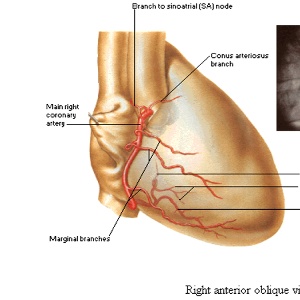 Branch to sinoatrial (SA) node
Conus arteriosus
branch
Main right
coronary
artery
Marginal branches
Right anterior oblique vi